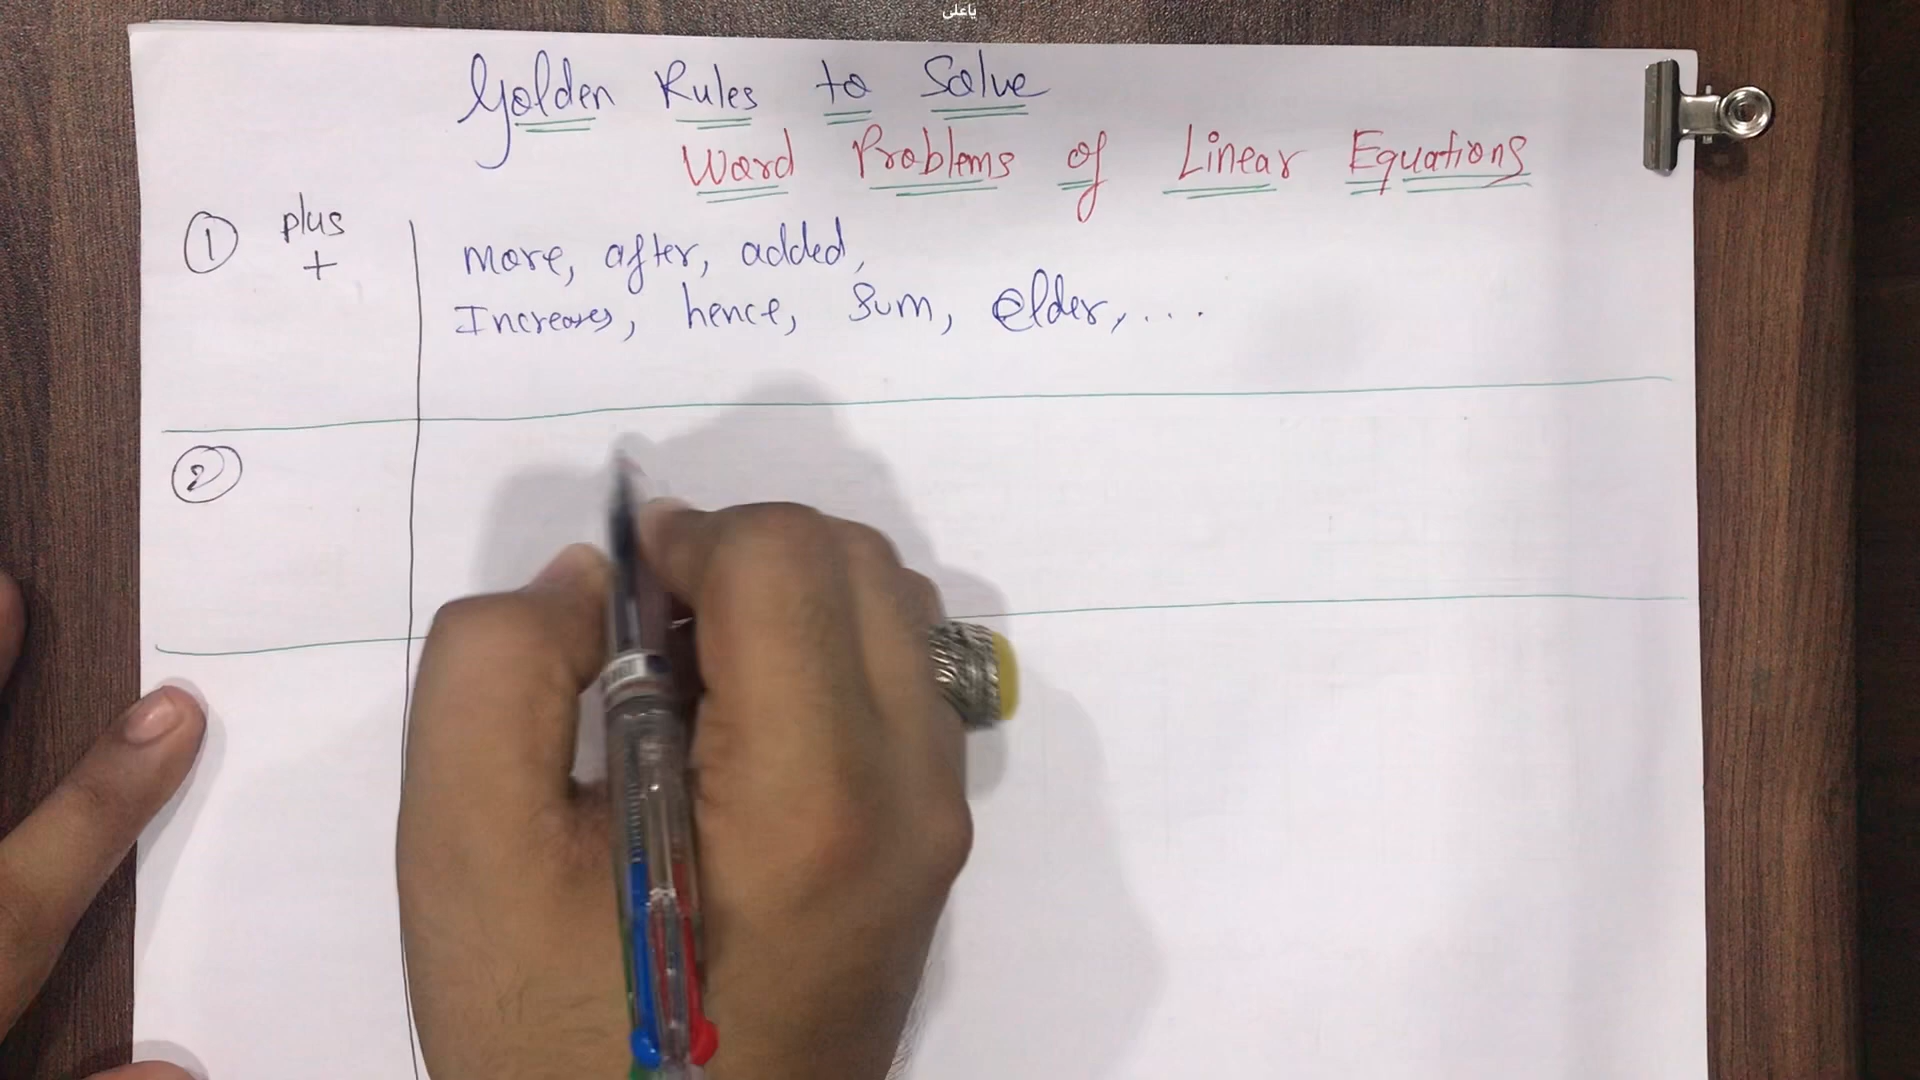 ياعلى
Golden Rules to Solve
Word Problems of Linear Equations
① plus
+
more, after, added,
Increases, hence, Sum, elder, ...
②